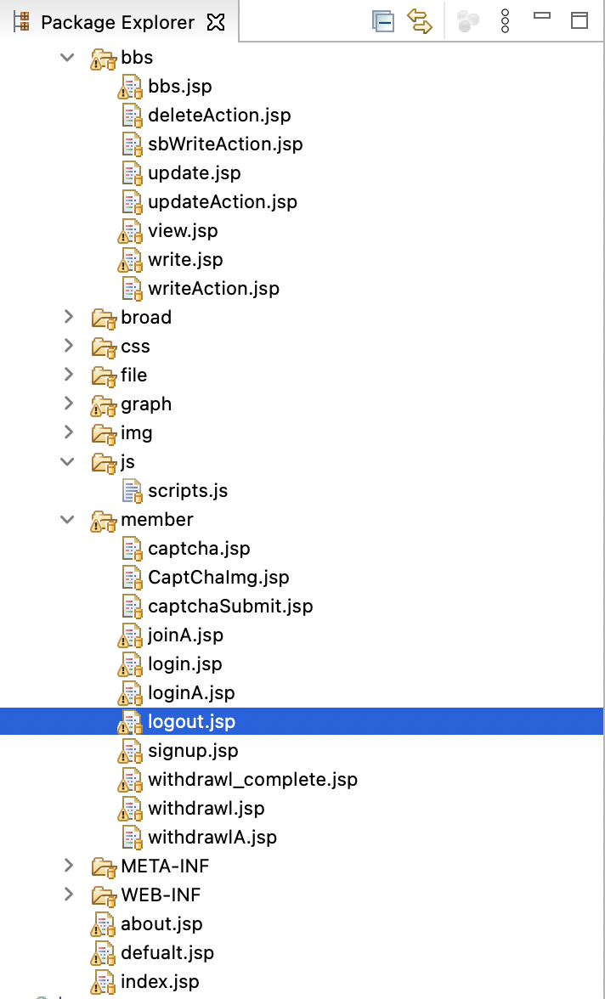 Package Explorer
bbs
bbs.jsp
deleteAction.jsp
sbWriteAction.jsp
update.jsp
updateAction.jsp
view.jsp
write.jsp
writeAction.jsp
broad
css
file
graph
img
js
scripts.js
member
captcha.jsp
CaptChaImg.jsp
captchaSubmit.jsp
joinA.jsp
login.jsp
loginA.jsp
logout.jsp
signup.jsp
withdrawl_complete.jsp
withdrawl.jsp
withdrawlA.jsp
META-INF
WEB-INF
about.jsp
defualt.jsp
index.jsp